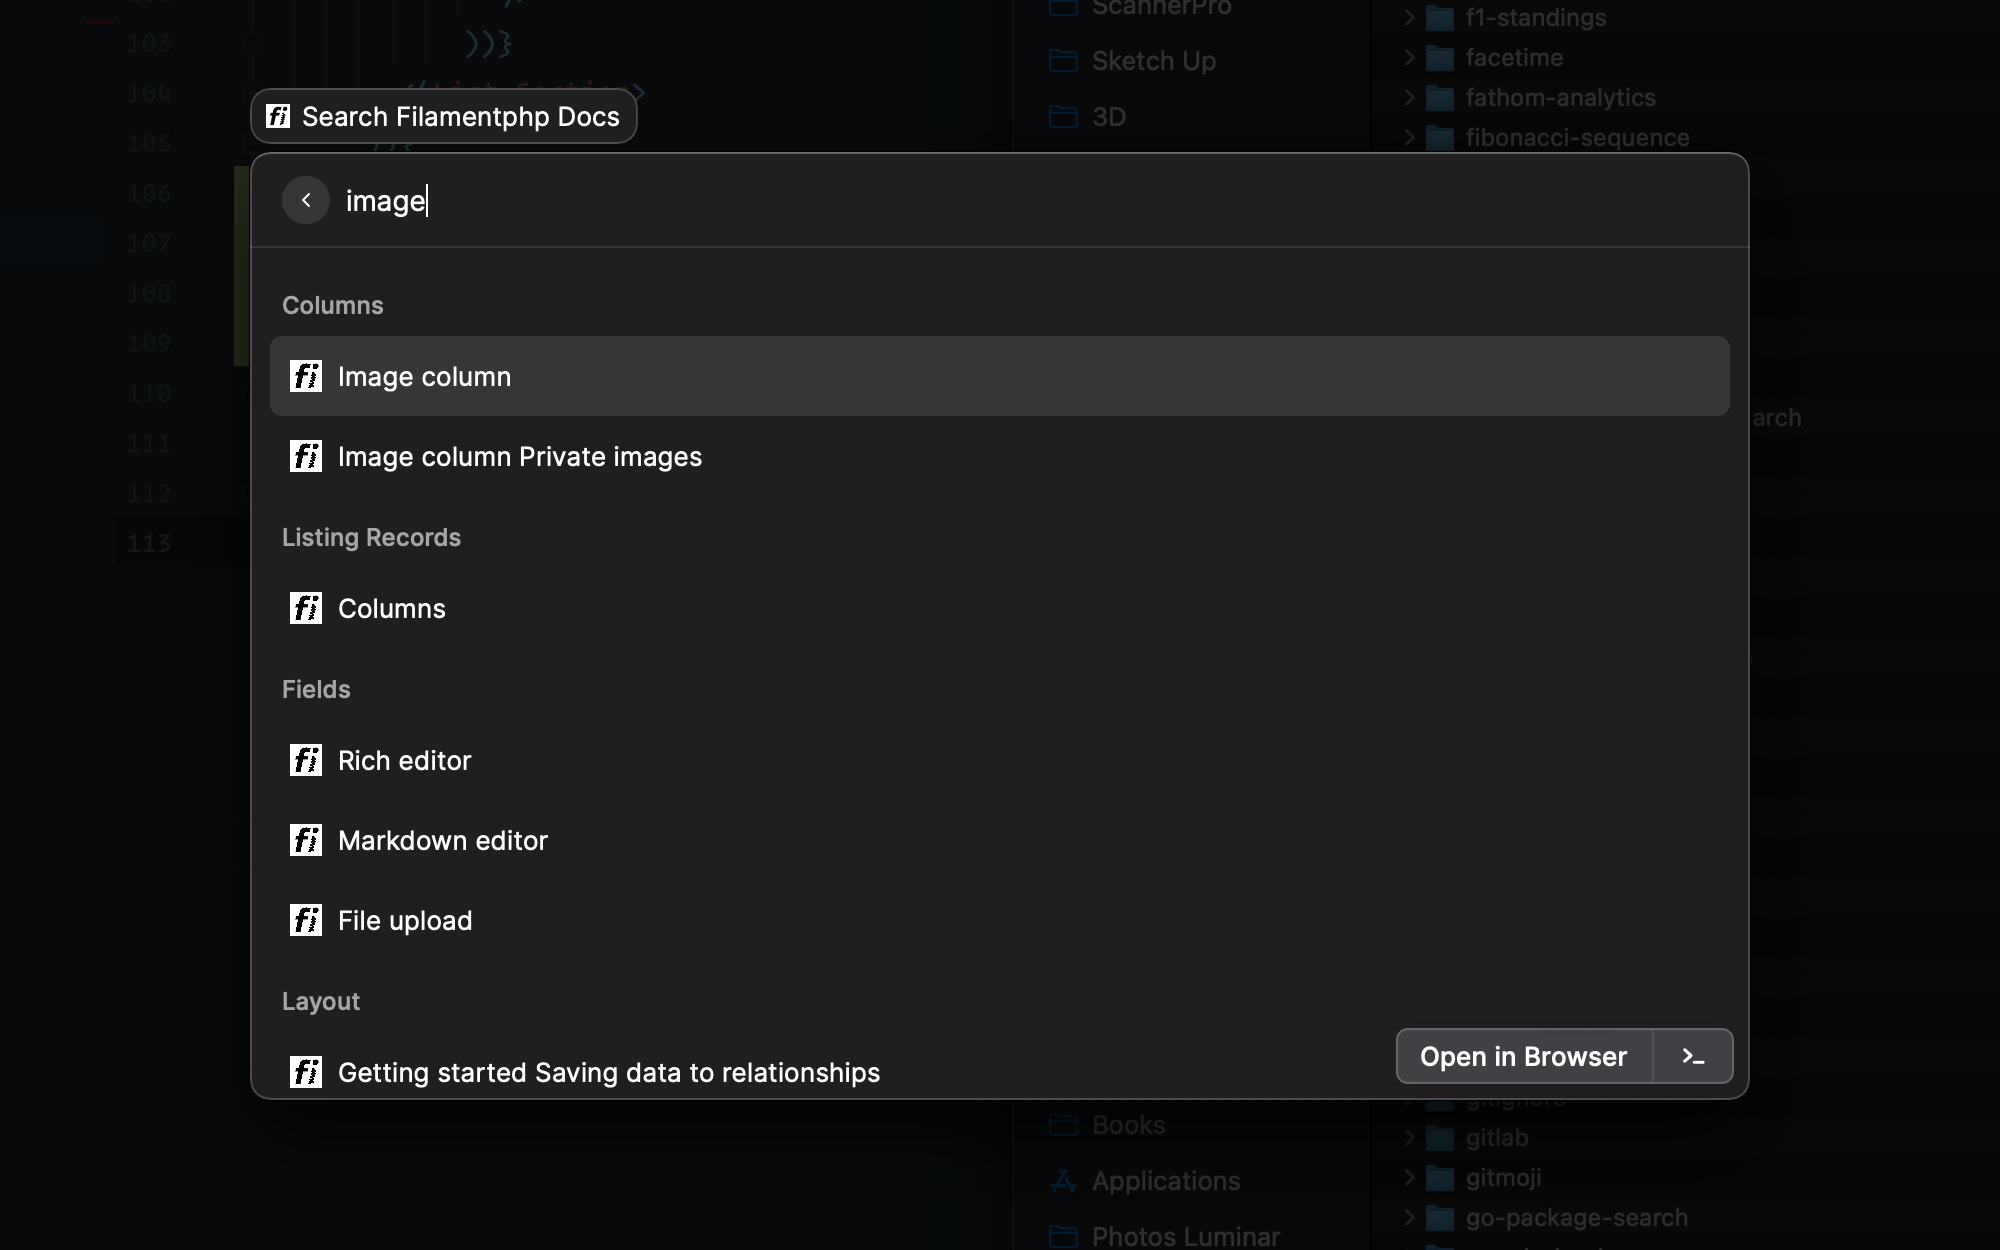 103
))}
104
105
106
107
108
109
110
111
112
113
Search Filamentphp Docs
image
Columns
Image column
Image column Private images
Listing Records
Columns
Fields
Rich editor
Markdown editor
File upload
Layout
Getting started Saving data to relationships
Open in Browser
ScannerPro
Sketch Up
3D
Books
Applications
Photos Luminar
f1-standings
facetime
fathom-analytics
fibonacci-sequence
arch
gitignore
gitlab
gitmoji
go-package-search